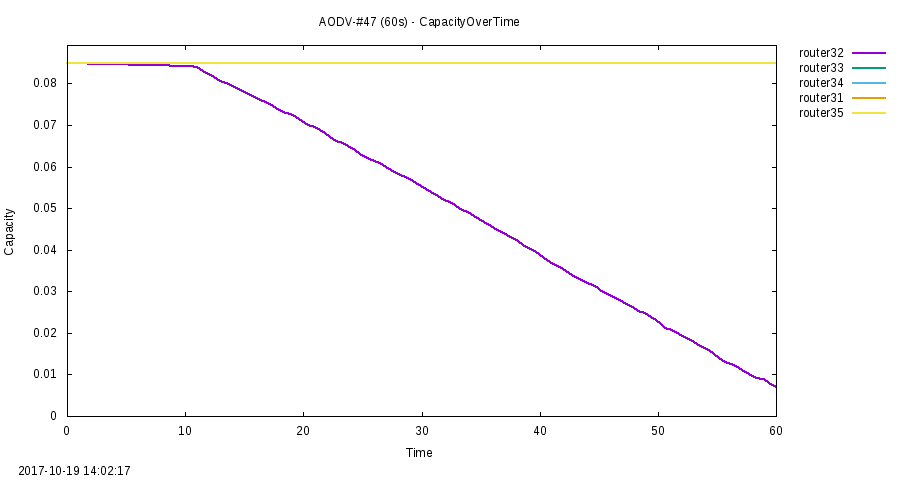 AODV-#47 (60s) - CapacityOverTime
router32
router33
router34
router31
router35
0.08
0.07
0.06
0.05
0.04
0.03
0.02
0.01
0
Capacity
0 10 20 30 40 50 60
Time
2017-10-19 14:02:17